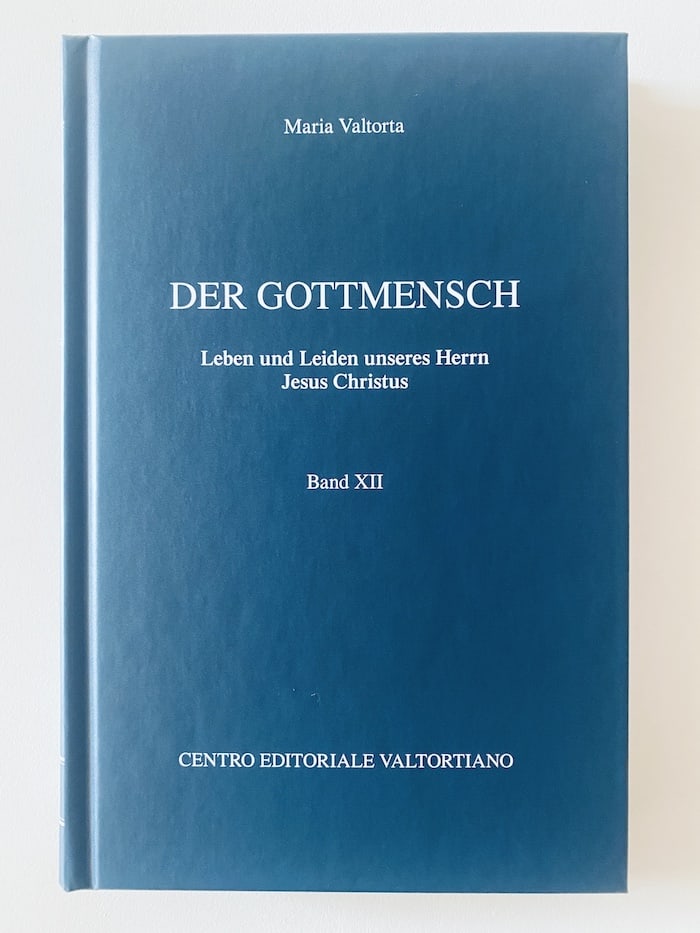 Maria Valtorta
DER GOTTMENSCH
Leben und Leiden unseres Herrn
Jesus Christus
Band XII
CENTRO EDITORIALE VALTORTIANO